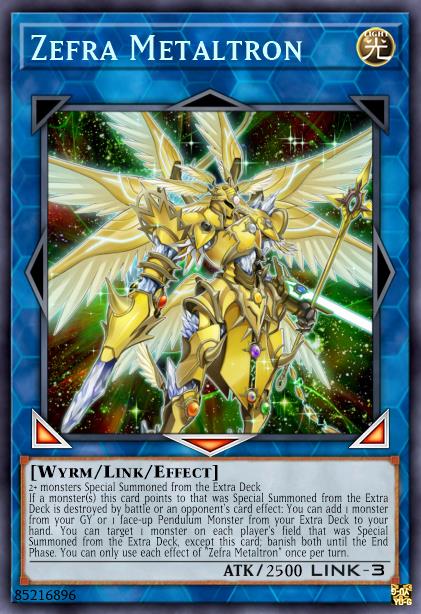 Zefra Metaltron
LIGHT
光
[Wyrm/Link/Effect]
2+ monsters Special Summoned from the Extra Deck
If a monster(s) this card points to that was Special Summoned from the Extra
Deck is destroyed by battle or an opponent's card effect: You can add 1 monster
from your GY or 1 face-up Pendulum Monster from your Extra Deck to your
hand. You can target 1 monster on each player's field that was Special
Summoned from the Extra Deck, except this card; banish both until the End
Phase. You can only use each effect of "Zefra Metaltron" once per turn.
ATK/2500 LINK-3
85216896